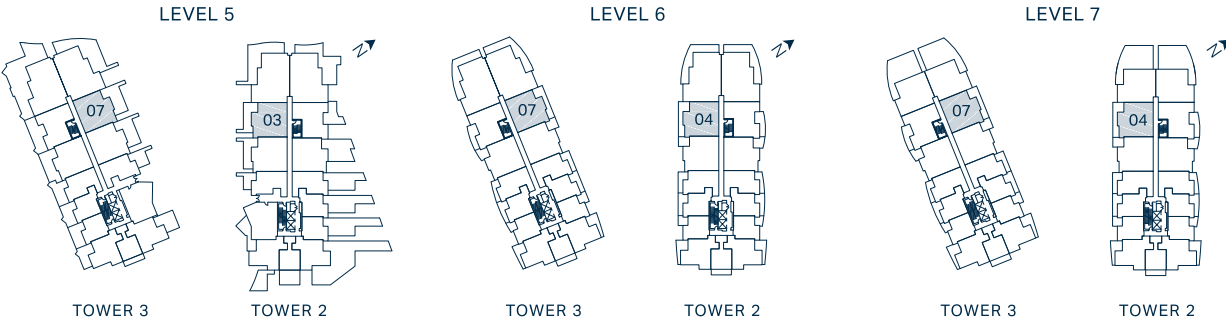 LEVEL 5
LEVEL 6
LEVEL 7
N
N
N
07
03
07
04
07
04
TOWER 3
TOWER 2
TOWER 3
TOWER 2
TOWER 3
TOWER 2